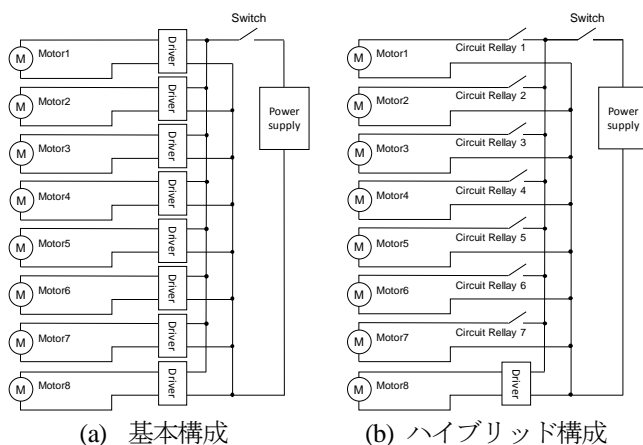 Switch
Motor1
M
Driver
Motor2
M
Driver
Power
supply
Motor3
M
Driver
Motor4
M
Driver
Motor5
M
Driver
Motor6
M
Driver
Motor7
M
Driver
Motor8
M
Driver
(a) 基本構成
Switch
Motor1
M
Circuit Rellay 1
Motor2
M
Circuit Rellay 2
Power
supply
Motor3
M
Circuit Rellay 3
Motor4
M
Circuit Rellay 4
Motor5
M
Circuit Rellay 5
Motor6
M
Circuit Rellay 6
Motor7
M
Circuit Rellay 7
Motor8
M
Driver
(b) ハイブリッド構成